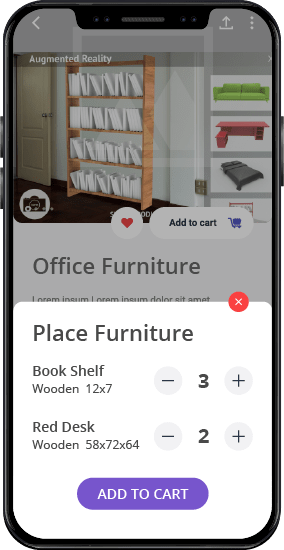 Augmented Reality
Add to cart
Office Furniture
Lorem ipsum Lorem ipsum dolor sit amet
Place Furniture
Book Shelf
Wooden 12x7
3
Red Desk
Wooden 58x72x64
2
ADD TO CART